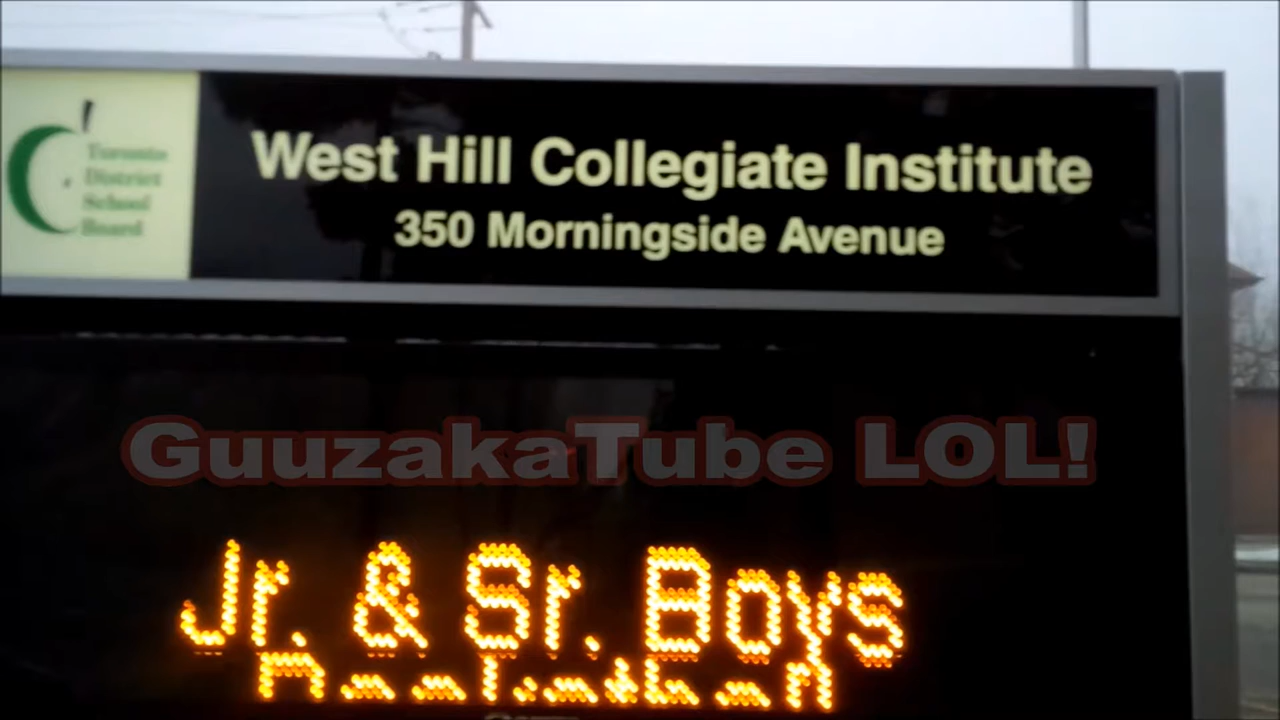 Toronto
District
School
Board
West Hill Collegiate Institute
350 Morningside Avenue
GuuzakaTube LOL!
Jr. & Sr. Boys